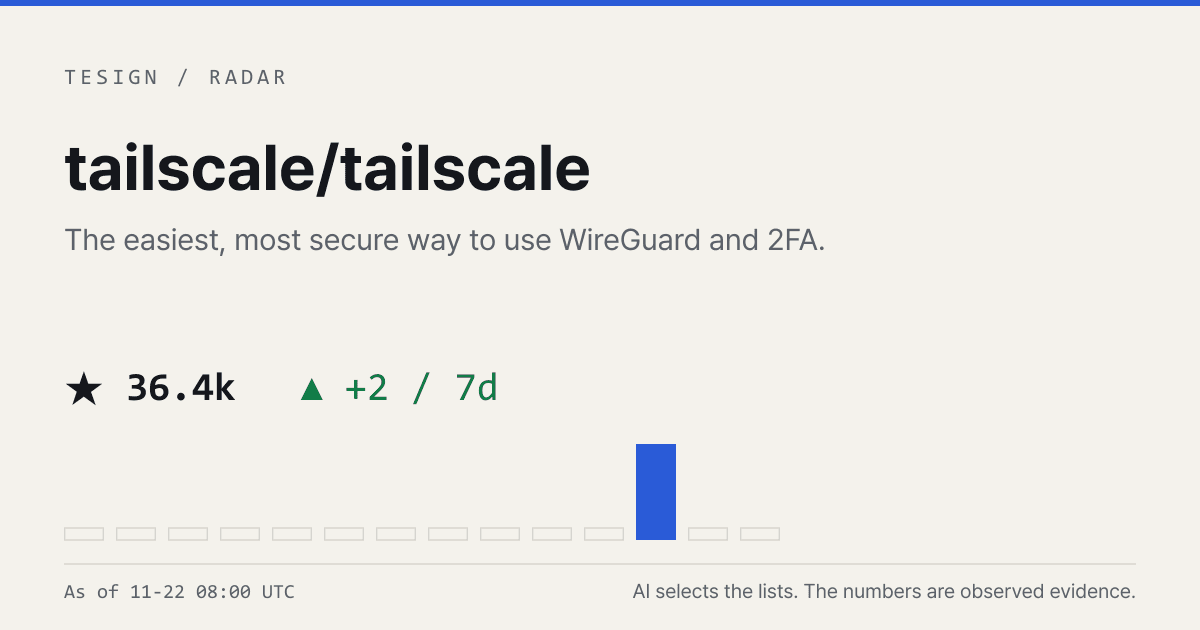 TESIGN / RADAR
tailscale/tailscale
The easiest, most secure way to use WireGuard and 2FA.
★ 36.4k ▲ +2 / 7d
As of 11-22 08:00 UTC
AI selects the lists. The numbers are observed evidence.